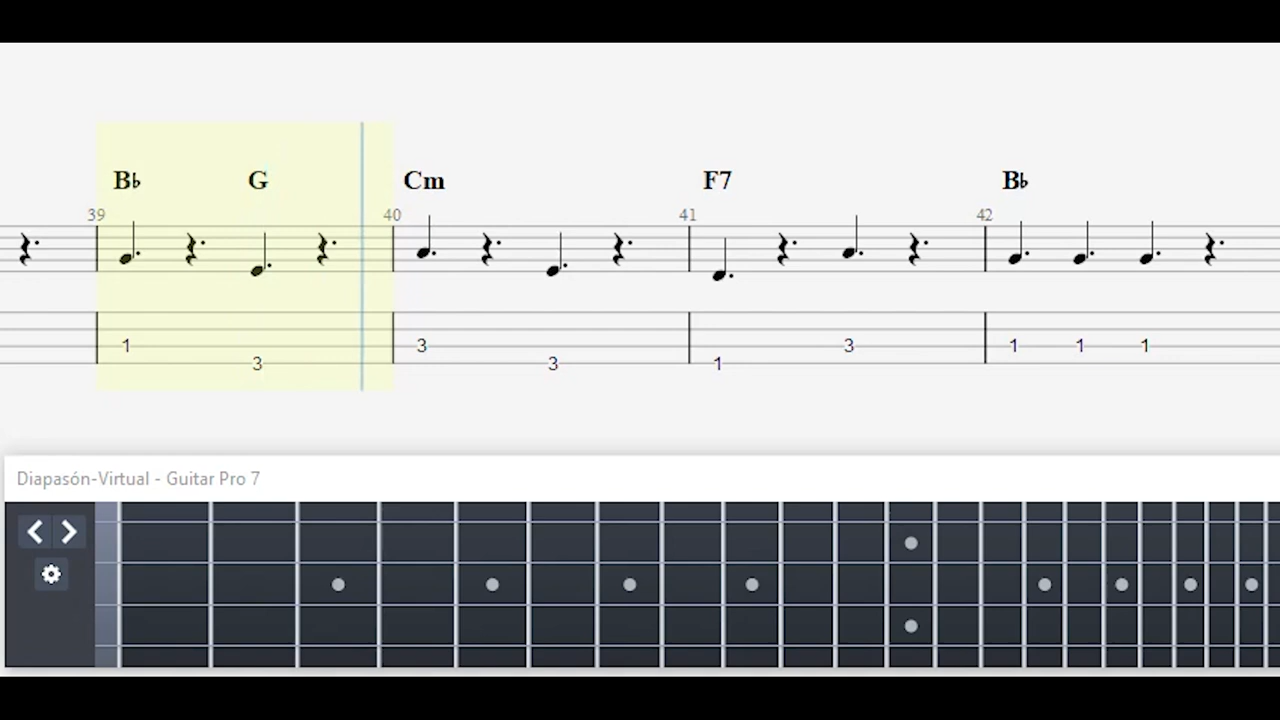 B♭ G Cm F7 B♭
39 40 41 42
1 3 3 1 1 1
3 3 1
Diapasón-Virtual - Guitar Pro 7